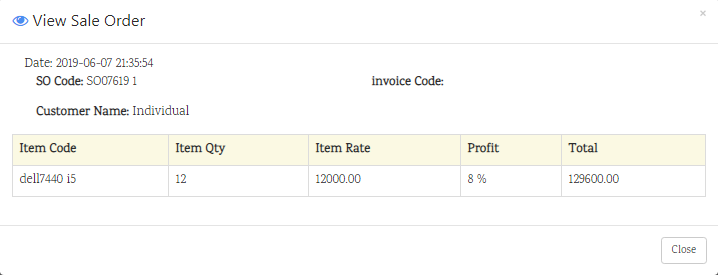 View Sale Order
×
Date: 2019-06-07 21:35:54
SO Code: SO07619 1 invoice Code:
Customer Name: Individual
Item Code Item Qty Item Rate Profit Total
dell7440 i5 12 12000.00 8 % 129600.00
Close